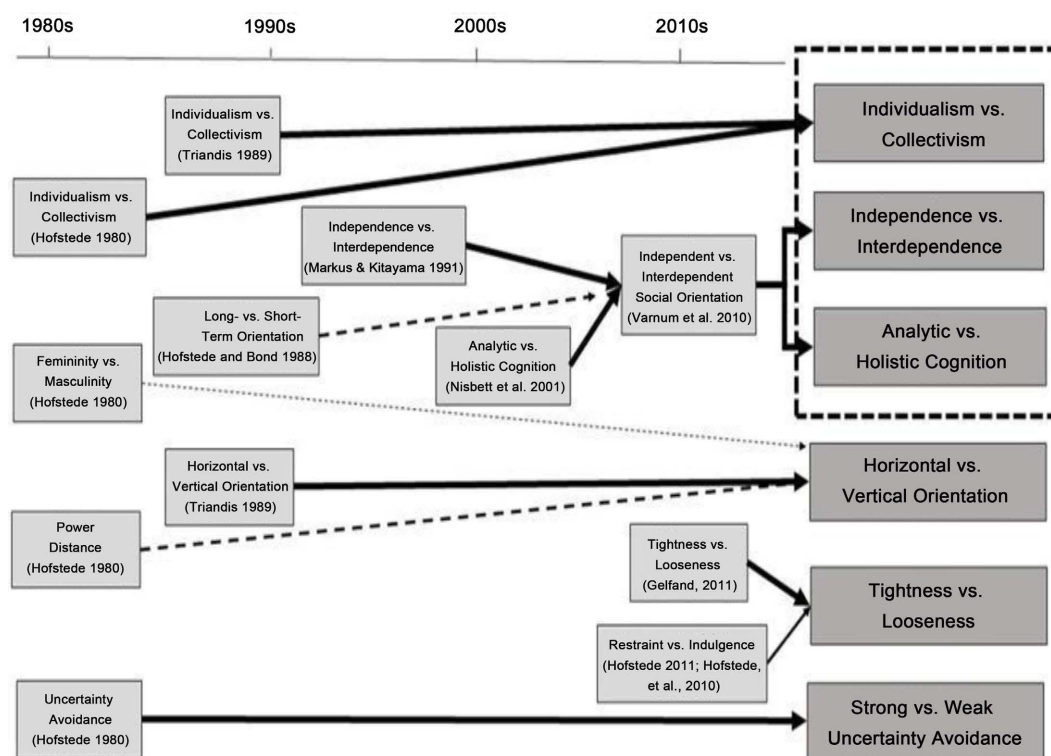 1980s
1990s
2000s
2010s
Individualism vs.
Collectivism
(Triandis 1989)
Individualism vs.
Collectivism
Individualism vs.
Collectivism
(Hofstede 1980)
Independence vs.
Interdependence
(Markus & Kitayama 1991)
Independent vs.
Interdependent
Social Orientation
(Varnum et al. 2010)
Independence vs.
Interdependence
Long- vs. Short-
Term Orientation
(Hofstede and Bond 1988)
Analytic vs.
Holistic Cognition
(Nisbett et al. 2001)
Analytic vs.
Holistic Cognition
Femininity vs.
Masculinity
(Hofstede 1980)
Horizontal vs.
Vertical Orientation
(Triandis 1989)
Horizontal vs.
Vertical Orientation
Power
Distance
(Hofstede 1980)
Tightness vs.
Looseness
(Gelfand, 2011)
Tightness vs.
Looseness
Restraint vs. Indulgence
(Hofstede 2011; Hofstede,
et al., 2010)
Uncertainty
Avoidance
(Hofstede 1980)
Strong vs. Weak
Uncertainty Avoidance